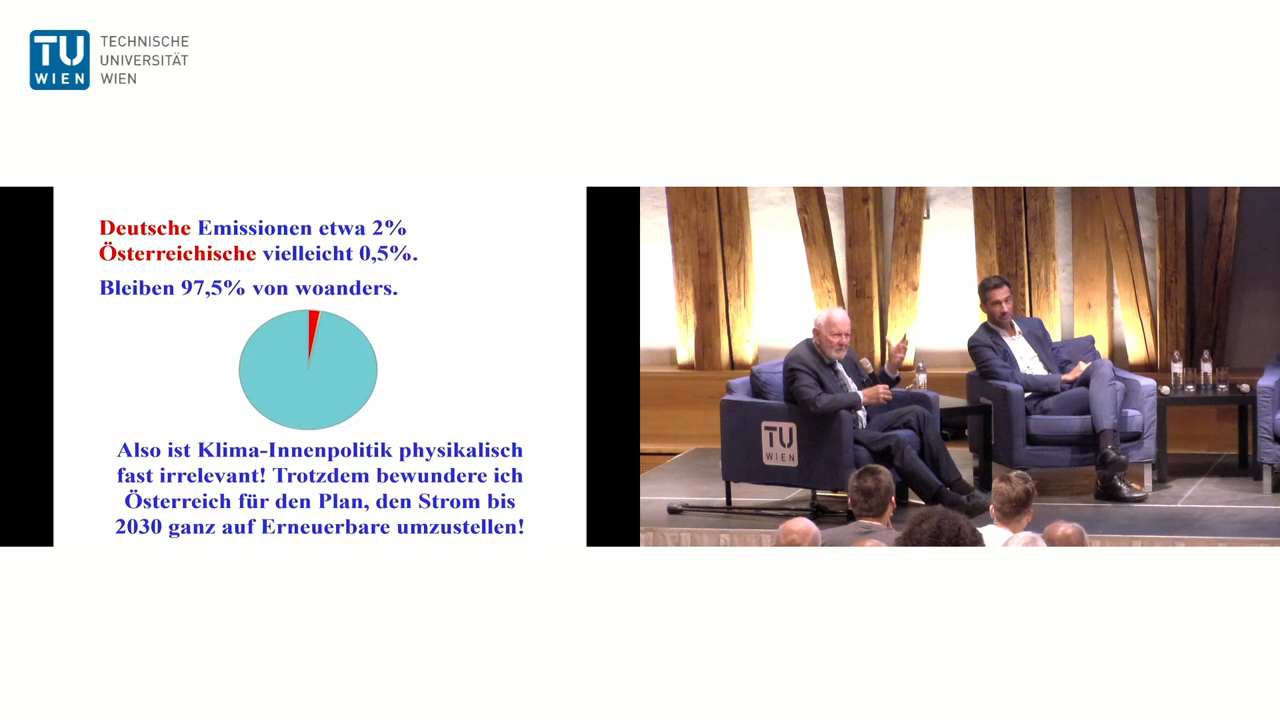 TU
WIEN
TECHNISCHE
UNIVERSITÄT
WIEN
Deutsche Emissionen etwa 2%
Österreichische vielleicht 0,5%.
Bleiben 97,5% von woanders.
Also ist Klima-Innenpolitik physikalisch
fast irrelevant! Trotzdem bewundere ich
Österreich für den Plan, den Strom bis
2030 ganz auf Erneuerbare umzustellen!
TU
WIEN